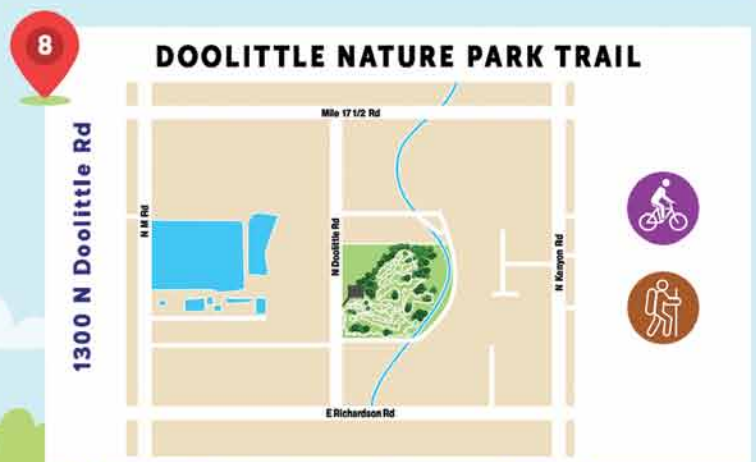 8
DOOLITTLE NATURE PARK TRAIL
1300 N Doolittle Rd
Mile 17 1/2 Rd
N M Rd
N Doolittle Rd
N Kenyon Rd
E Richardson Rd